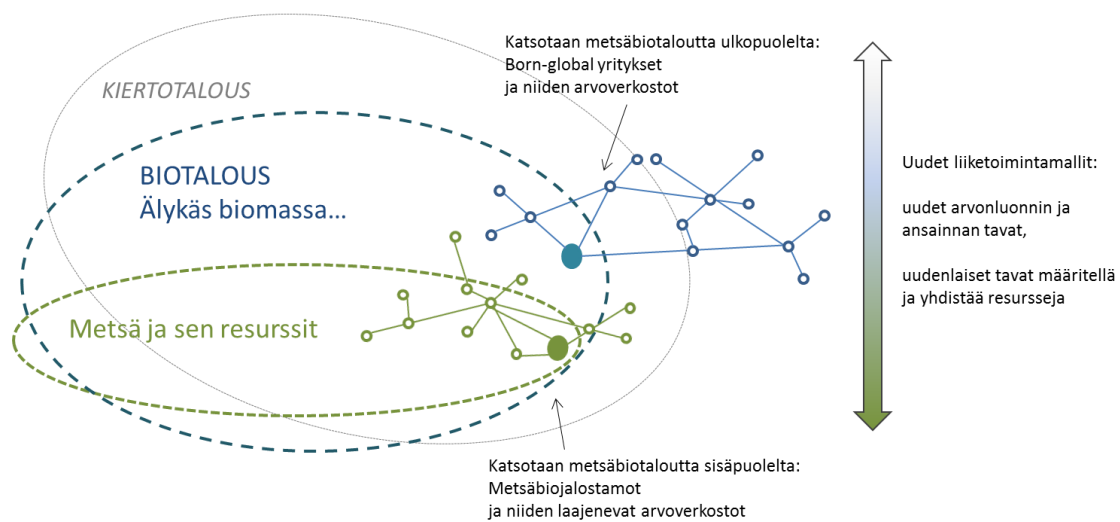 Katsotaan metsäbiotaloutta ulkopuolelta:
Born-global yritykset
ja niiden arvoverkostot
KIERTOTALOUS
BIOTALOUS
Älykäs biomassa...
Metsä ja sen resurssit
Uudet liiketoimintamallit:
uudet arvonluonnin ja
ansainnan tavat,
uudenlaiset tavat määritellä
ja yhdistää resursseja
Katsotaan metsäbiotaloutta sisäpuolelta:
Metsäbiojalostamot
ja niiden laajenevat arvoverkostot